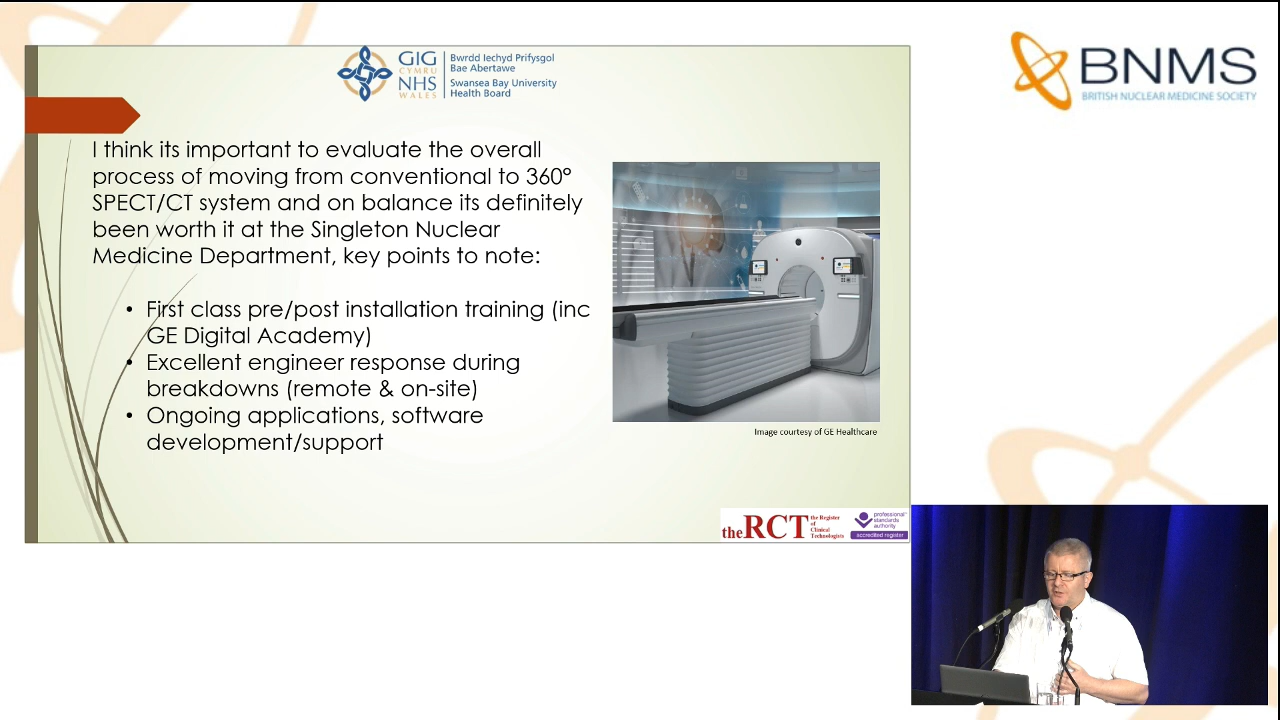 GIG
CYMRU
NHS
WALES
Bwrdd Iechyd Prifysgol
Bae Abertawe
Swansea Bay University
Health Board
BNMS
BRITISH NUCLEAR MEDICINE SOCIETY
I think its important to evaluate the overall
process of moving from conventional to 360°
SPECT/CT system and on balance its definitely
been worth it at the Singleton Nuclear
Medicine Department, key points to note:
• First class pre/post installation training (inc
GE Digital Academy)
• Excellent engineer response during
breakdowns (remote & on-site)
• Ongoing applications, software
development/support
Image courtesy of GE Healthcare
theRCT
the Register
of
Clinical
Technologists
professional
standards
authority
accredited register